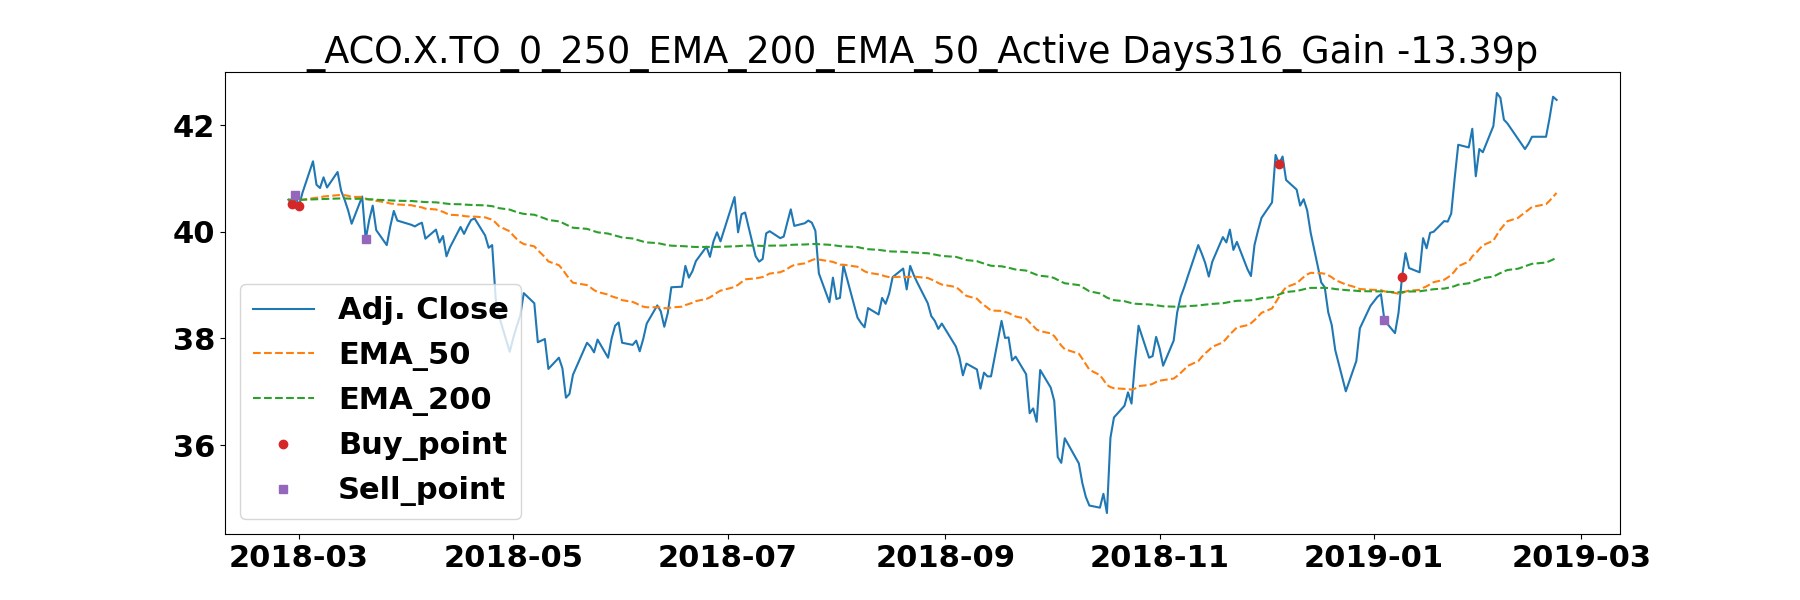 _ACO.X.TO_0_250_EMA_200_EMA_50_Active Days316_Gain -13.39p
42
40
38
36
Adj. Close
EMA_50
EMA_200
Buy_point
Sell_point
2018-03 2018-05 2018-07 2018-09 2018-11 2019-01 2019-03